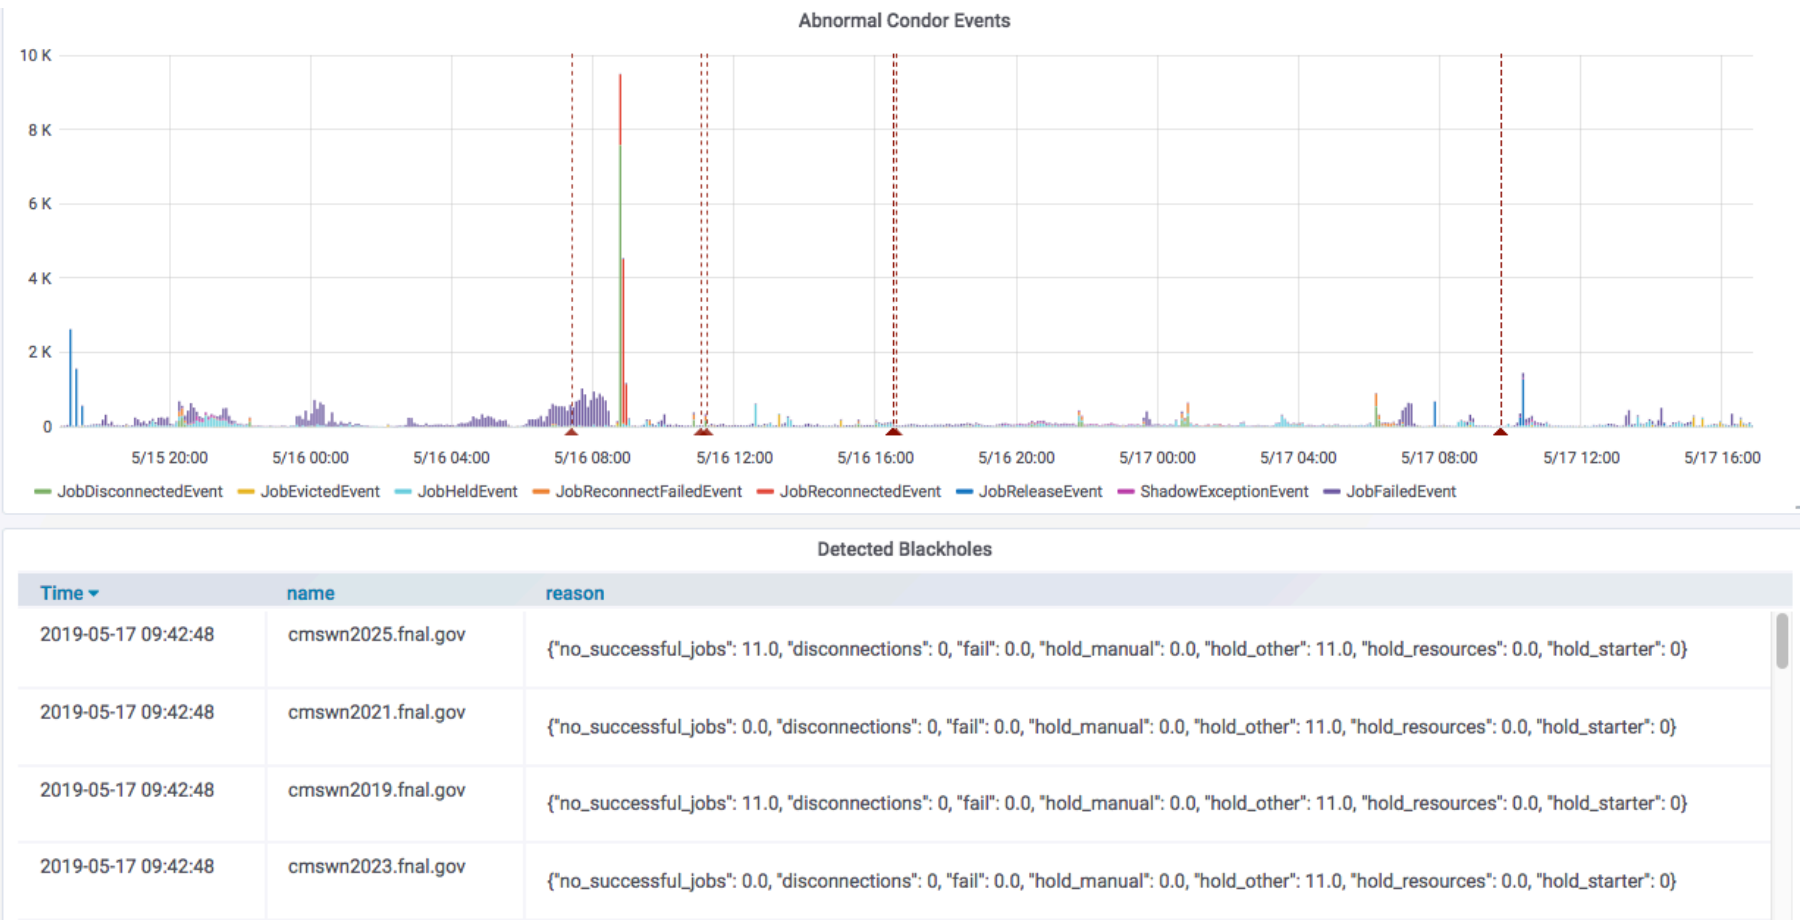 Abnormal Condor Events
10 K
8 K
6 K
4 K
2 K
0
5/15 20:00 5/16 00:00 5/16 04:00 5/16 08:00 5/16 12:00 5/16 16:00 5/16 20:00 5/17 00:00 5/17 04:00 5/17 08:00 5/17 12:00 5/17 16:00
JobDisconnectedEvent JobEvictedEvent JobHeldEvent JobReconnectFailedEvent JobReconnectedEvent JobReleaseEvent ShadowExceptionEvent JobFailedEvent
Detected Blackholes
Time name reason
2019-05-17 09:42:48 cmswn2025.fnal.gov {"no_successful_jobs": 11.0, "disconnections": 0, "fail": 0.0, "hold_manual": 0.0, "hold_other": 11.0, "hold_resources": 0.0, "hold_starter": 0}
2019-05-17 09:42:48 cmswn2021.fnal.gov {"no_successful_jobs": 0.0, "disconnections": 0, "fail": 0.0, "hold_manual": 0.0, "hold_other": 11.0, "hold_resources": 0.0, "hold_starter": 0}
2019-05-17 09:42:48 cmswn2019.fnal.gov {"no_successful_jobs": 11.0, "disconnections": 0, "fail": 0.0, "hold_manual": 0.0, "hold_other": 11.0, "hold_resources": 0.0, "hold_starter": 0}
2019-05-17 09:42:48 cmswn2023.fnal.gov {"no_successful_jobs": 0.0, "disconnections": 0, "fail": 0.0, "hold_manual": 0.0, "hold_other": 11.0, "hold_resources": 0.0, "hold_starter": 0}